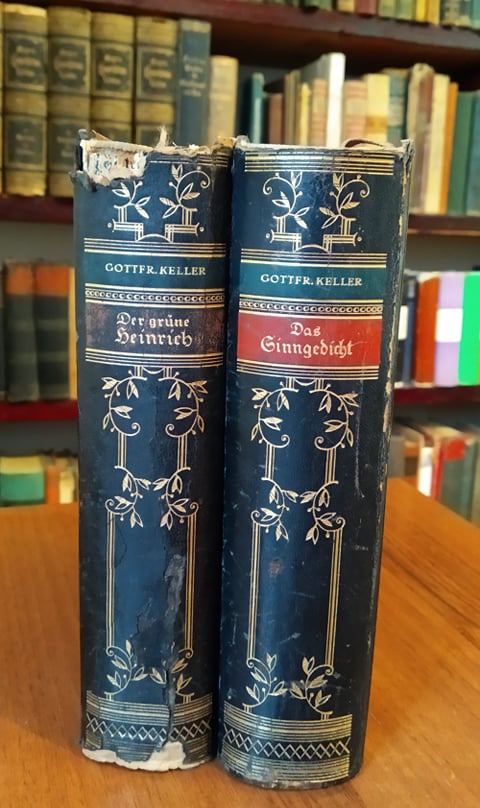 GOTTFR. KELLER
Der grüne
Heinrich
GOTTFR. KELLER
Das
Sinngedicht